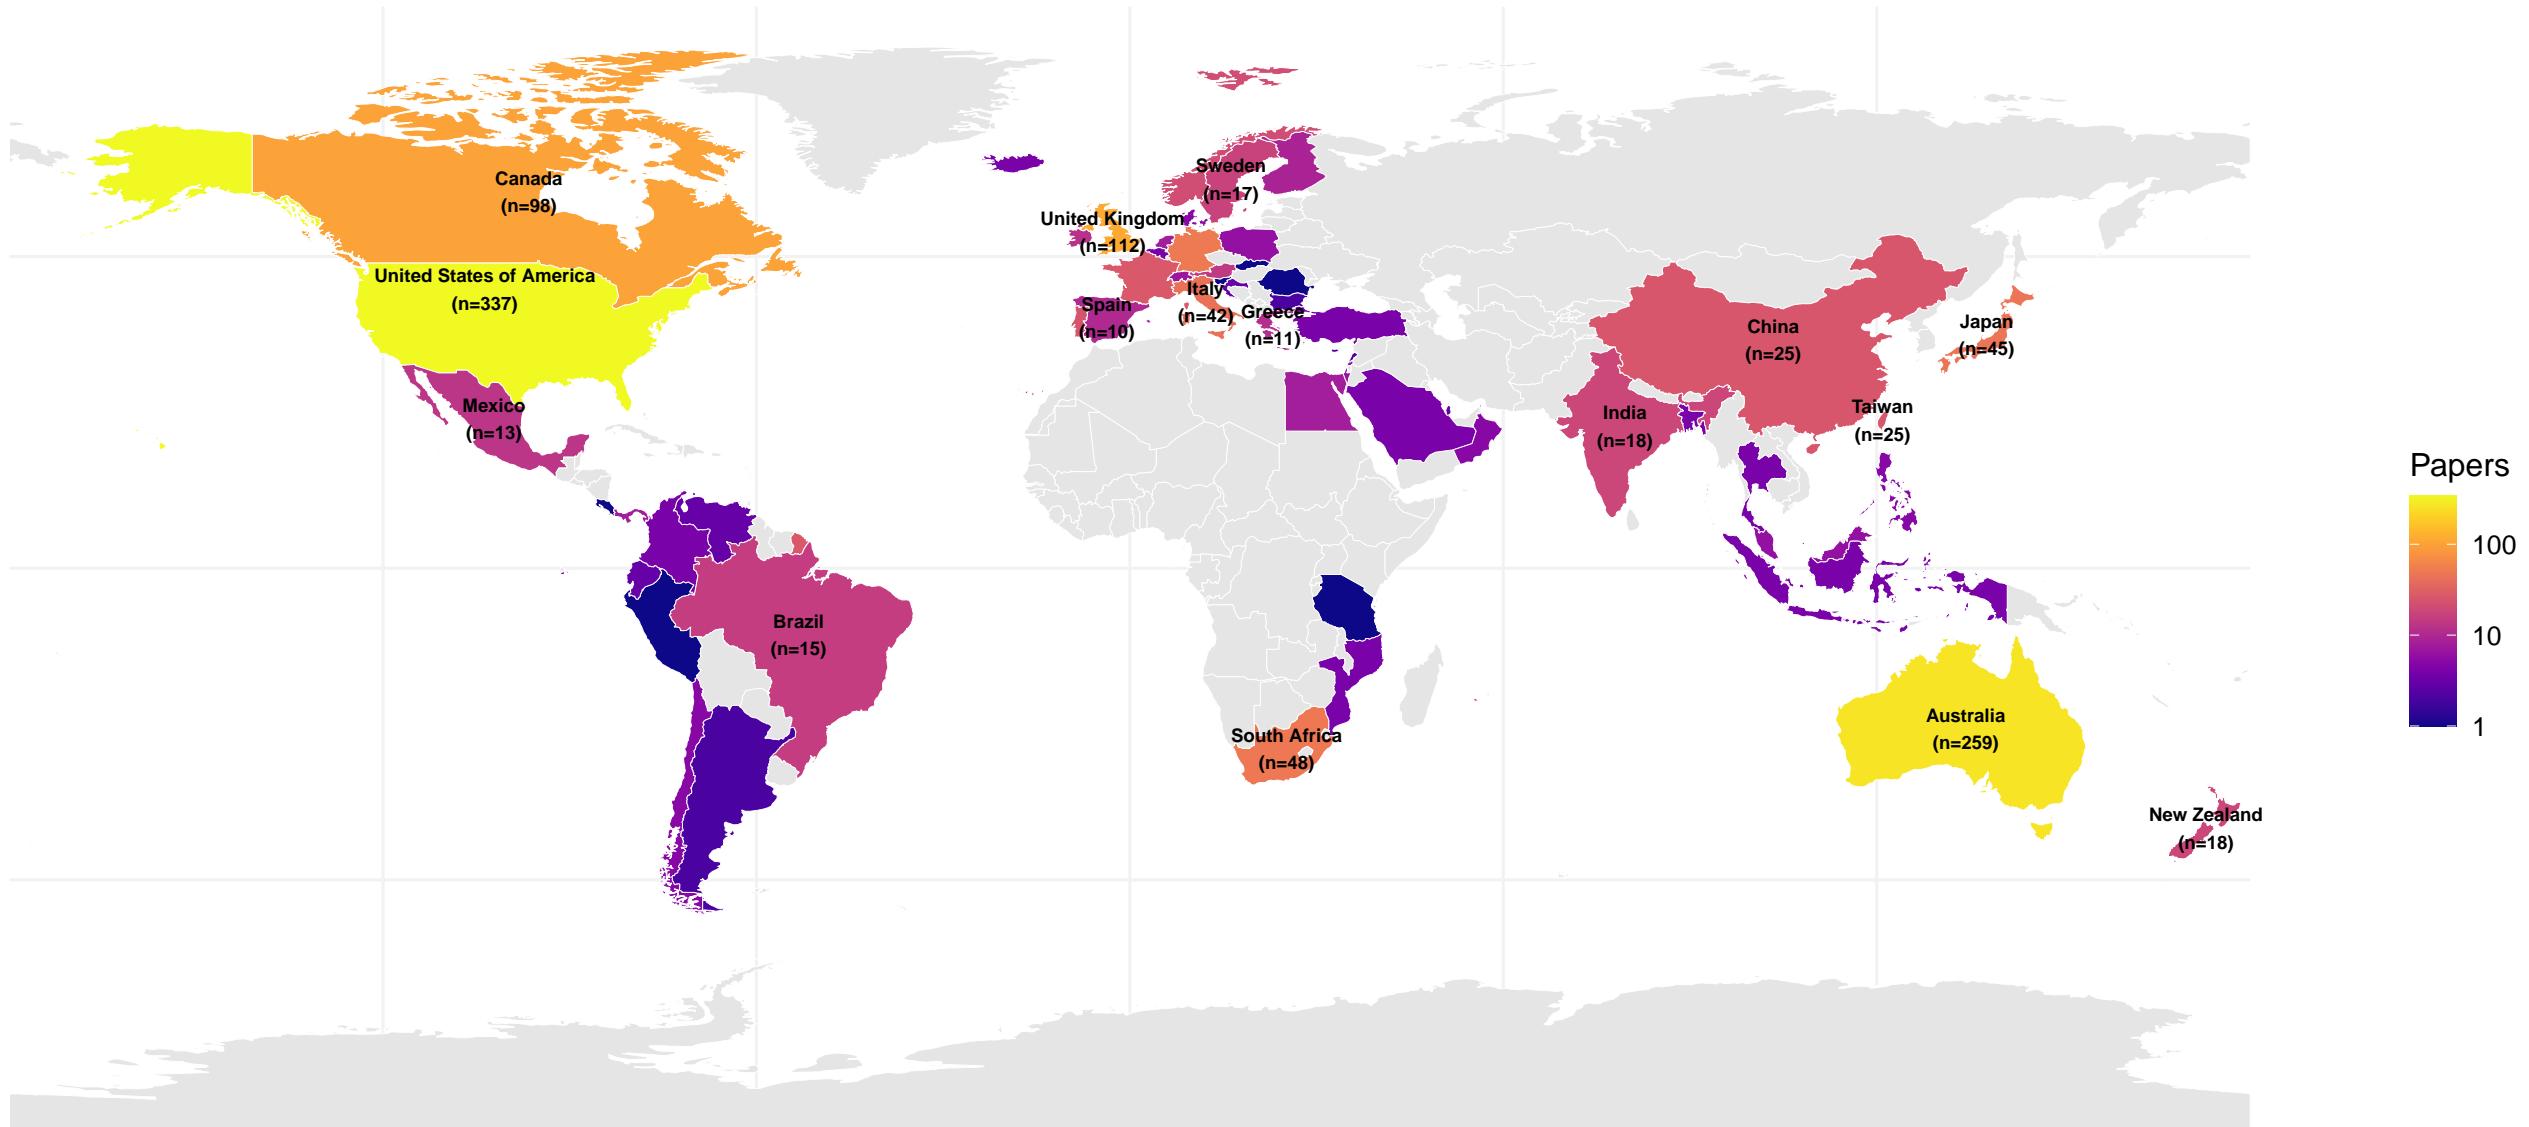 Canada
(n=98)
United States of America
(n=337)
Mexico
(n=13)
Brazil
(n=15)
Sweden
(n=17)
United Kingdom
(n=112)
Spain
(n=10)
Italy
(n=42)
Greece
(n=11)
South Africa
(n=48)
China
(n=25)
Japan
(n=45)
India
(n=18)
Taiwan
(n=25)
Australia
(n=259)
New Zealand
(n=18)
Papers
100
10
1